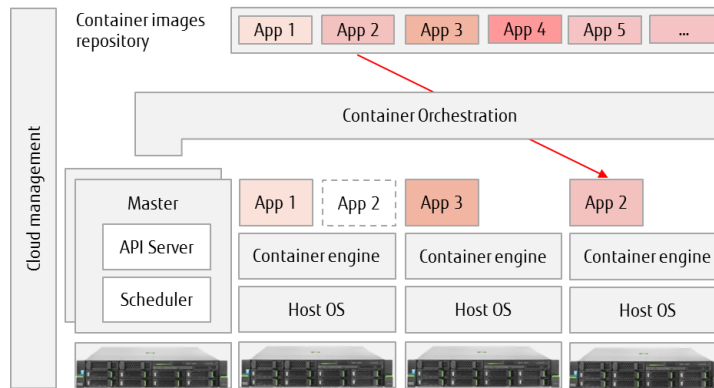 Container images
repository
App 1
App 2
App 3
App 4
App 5
...
Container Orchestration
Cloud management
Master
API Server
Scheduler
App 1
App 2
App 3
App 2
Container engine
Container engine
Container engine
Host OS
Host OS
Host OS